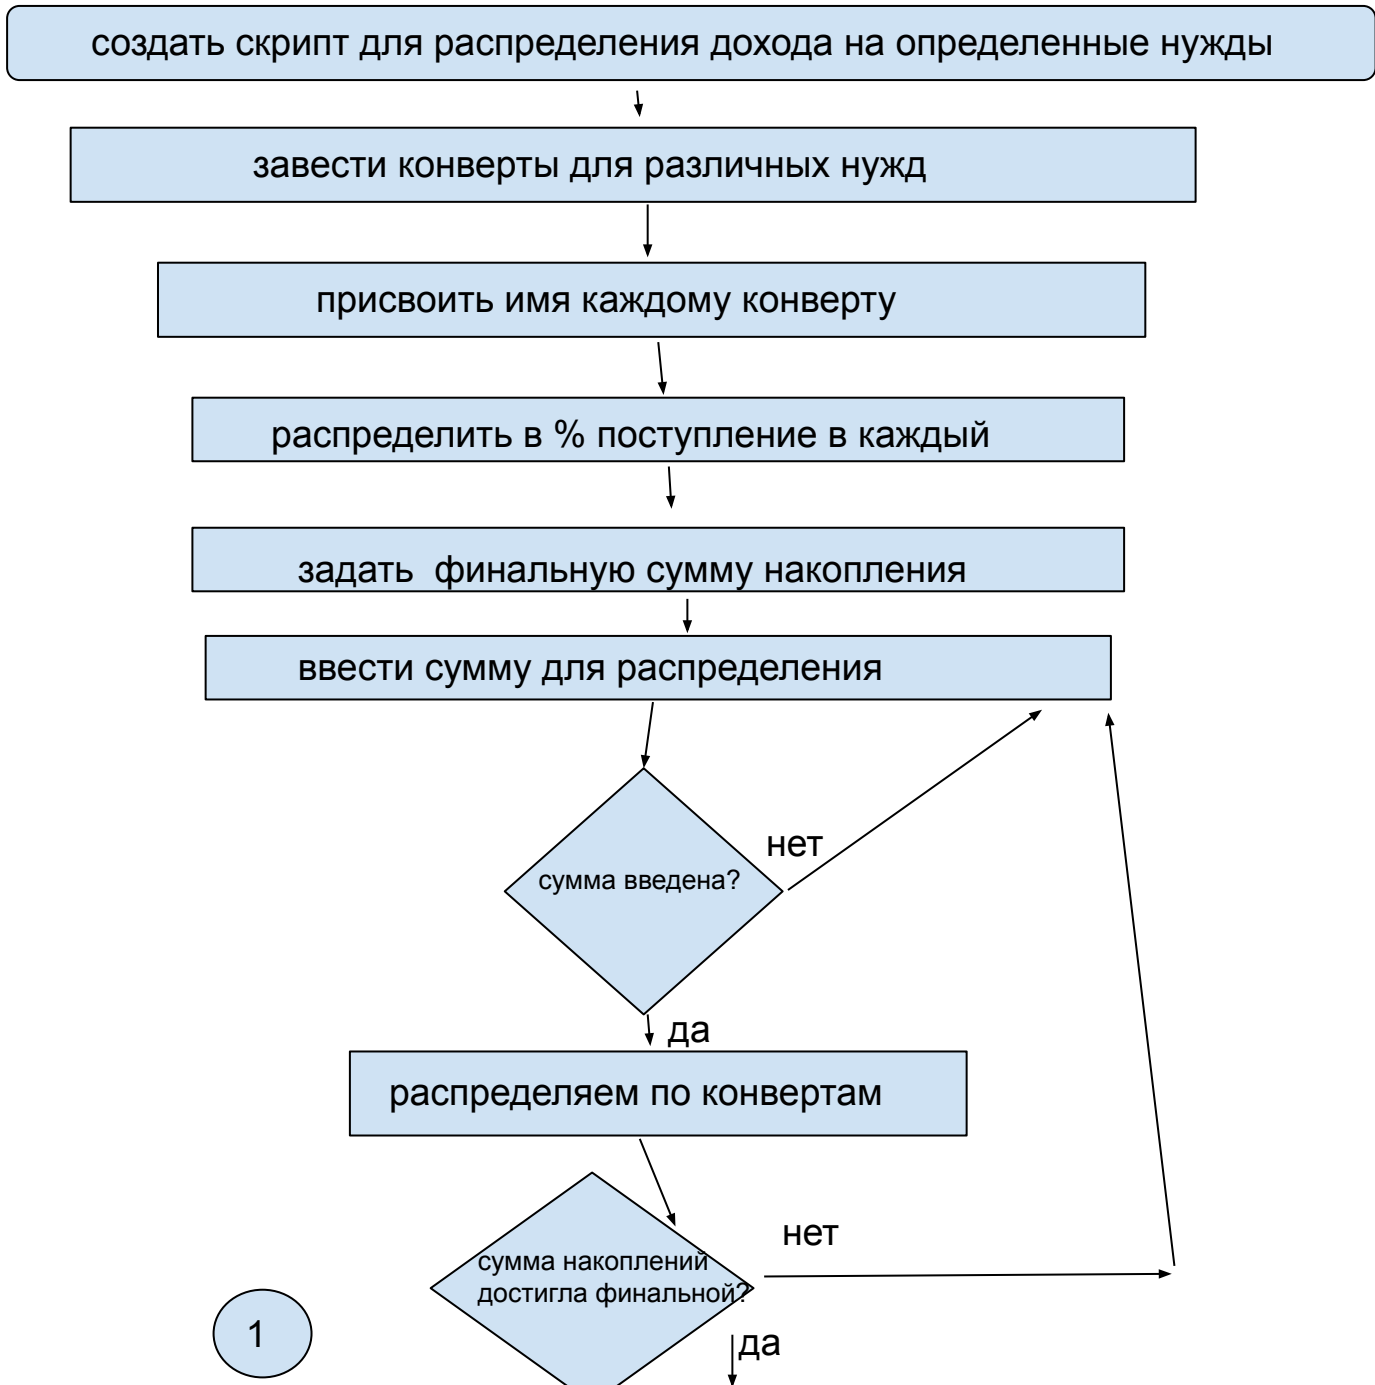 создать скрипт для распределения дохода на определенные нужды
завести конверты для различных нужд
присвоить имя каждому конверту
распределить в % поступление в каждый
задать  финальную сумму накопления
ввести сумму для распределения
нет
сумма введена?
да
распределяем по конвертам
нет
сумма накоплений
достигла финальной?
1
да